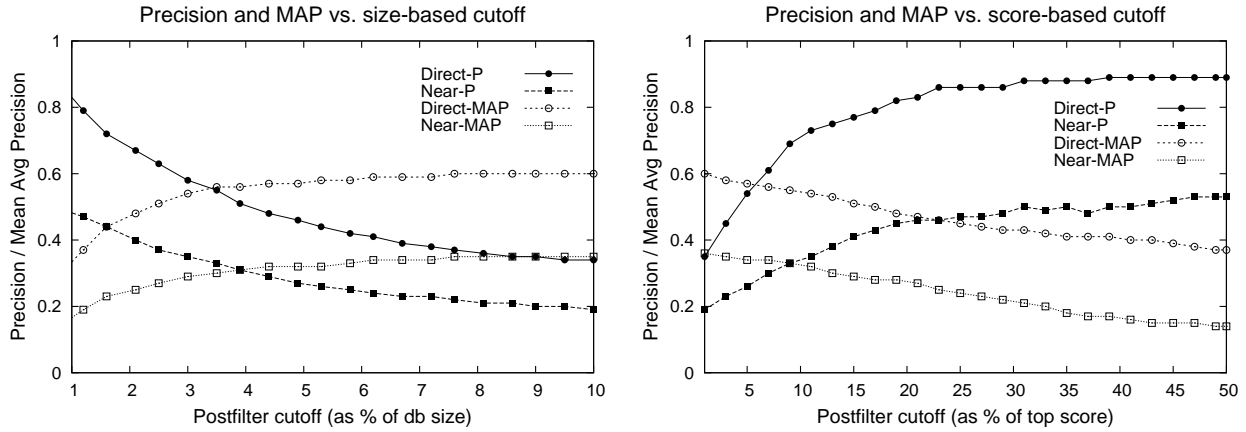 Precision and MAP vs. size-based cutoff
Precision / Mean Avg Precision
1
0.8
0.6
0.4
0.2
0
Direct-P
Near-P
Direct-MAP
Near-MAP
1 2 3 4 5 6 7 8 9 10
Postfilter cutoff (as % of db size)
Precision and MAP vs. score-based cutoff
Precision / Mean Avg Precision
1
0.8
0.6
0.4
0.2
0
Direct-P
Near-P
Direct-MAP
Near-MAP
5 10 15 20 25 30 35 40 45 50
Postfilter cutoff (as % of top score)